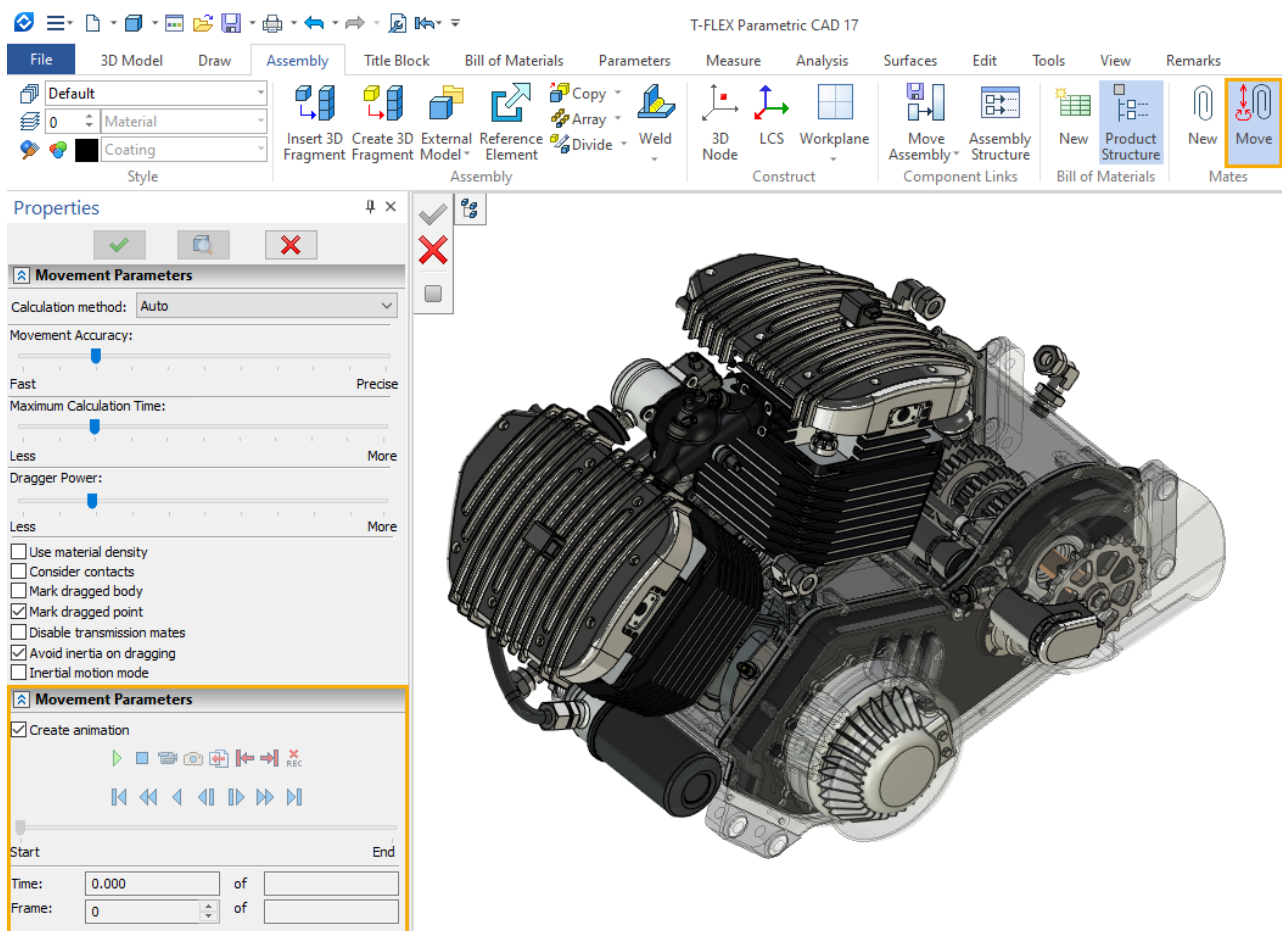 T-FLEX Parametric CAD 17
File 3D Model Draw Assembly Title Block Bill of Materials Parameters Measure Analysis Surfaces Edit Tools View Remarks
Default
0 Material
Coating
Style
Insert 3D Fragment
Create 3D Fragment
External Model
Reference Element
Copy
Array
Divide
Weld
Assembly
3D Node
LCS
Workplane
Construct
Move Assembly
Assembly Structure
Component Links
New
Product Structure
Bill of Materials
New
Move
Mates
Properties
Movement Parameters
Calculation method: Auto
Movement Accuracy:
Fast Precise
Maximum Calculation Time:
Less More
Dragger Power:
Less More
Use material density
Consider contacts
Mark dragged body
Mark dragged point
Disable transmission mates
Avoid inertia on dragging
Inertial motion mode
Movement Parameters
Create animation
REC
Start End
Time: 0.000 of
Frame: 0 of